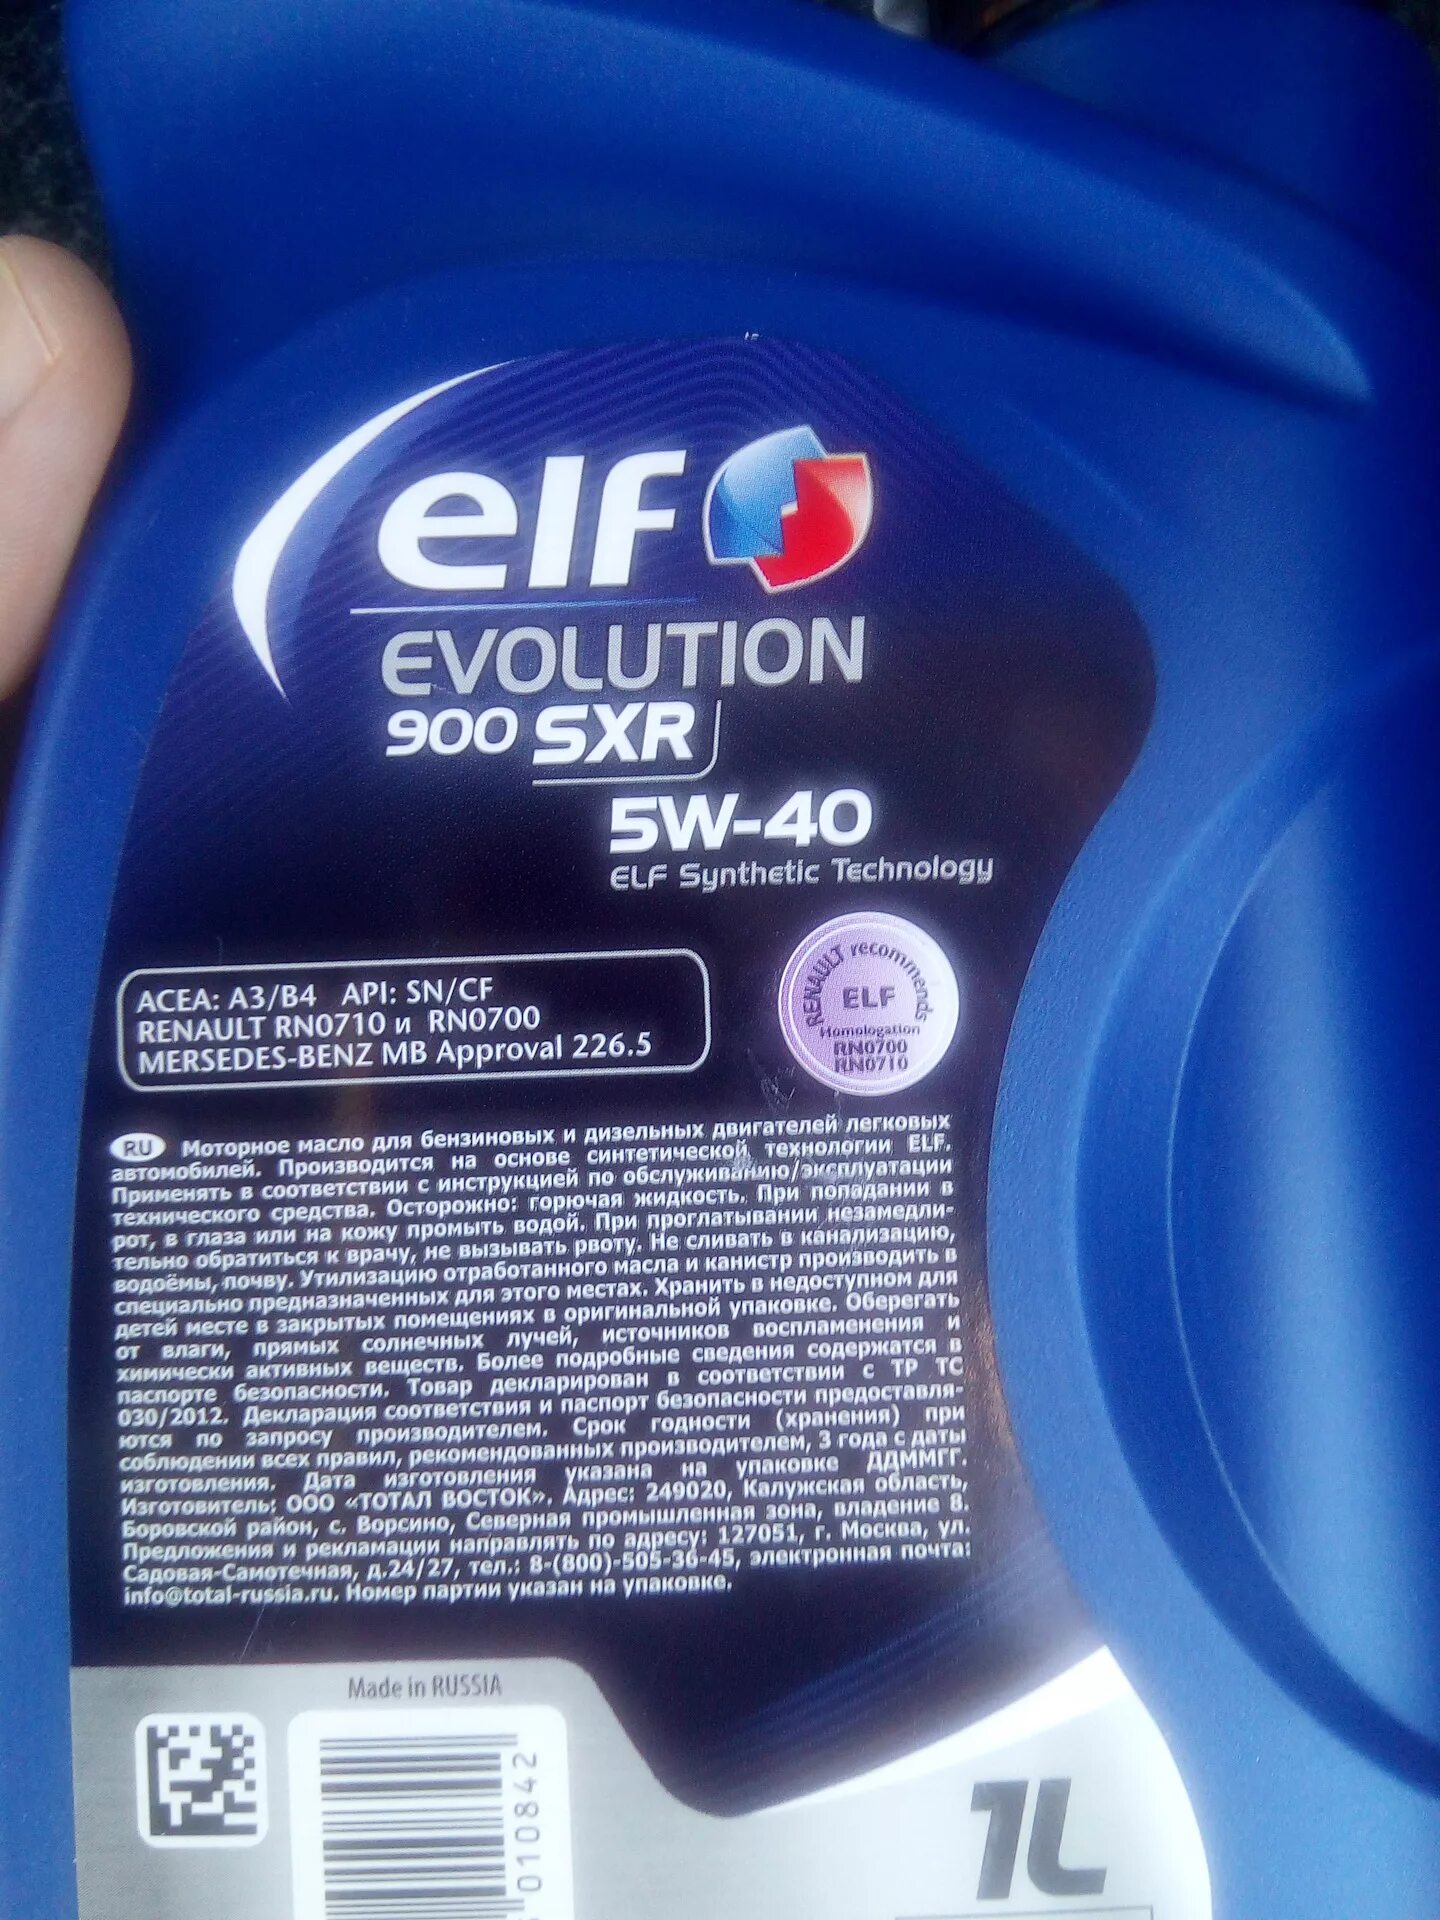 elf
EVOLUTION
900 SXR
5W-40
ELF Synthetic Technology
ACEA: A3/B4 API: SN/CF
RENAULT RN0710 и RN0700
MERSEDES-BENZ MB Approval 226.5
RENAULT recommends
ELF
Homologation
RN0700
RN0710
RU Моторное масло для бензиновых и дизельных двигателей легковых
автомобилей. Производится на основе синтетической технологии ELF.
Применять в соответствии с инструкцией по обслуживанию/эксплуатации
технического средства. Осторожно: горючая жидкость. При попадании в
рот, в глаза или на кожу промыть водой. При проглатывании незамедли-
тельно обратиться к врачу, не вызывать рвоту. Не сливать в канализацию,
водоёмы, почву. Утилизацию отработанного масла и канистр производить в
специально предназначенных для этого местах. Хранить в недоступном для
детей месте в закрытых помещениях в оригинальной упаковке. Оберегать
от влаги, прямых солнечных лучей, источников воспламенения и
химически активных веществ. Более подробные сведения содержатся в
паспорте безопасности. Товар декларирован в соответствии с ТР ТС
030/2012. Декларация соответствия и паспорт безопасности предоставля-
ются по запросу производителем. Срок годности (хранения) при
соблюдении всех правил, рекомендованных производителем, 3 года с даты
изготовления. Дата изготовления указана на упаковке ДДММГГ.
Изготовитель: ООО «ТОТАЛ ВОСТОК». Адрес: 249020, Калужская область,
Боровской район, с. Ворсино, Северная промышленная зона, владение 8.
Предложения и рекламации направлять по адресу: 127051, г. Москва, ул.
Садовая-Самотечная, д.24/27, тел.: 8-(800)-505-36-45, электронная почта:
info@total-russia.ru. Номер партии указан на упаковке.
Made in RUSSIA
010842
1L